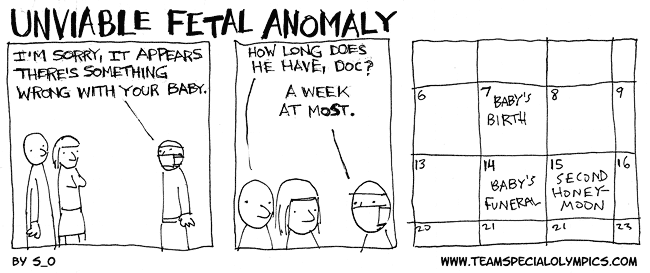 UNVIABLE FETAL ANOMALY
I'M SORRY, IT APPEARS
THERE'S SOMETHING
WRONG WITH YOUR BABY.
HOW LONG DOES
HE HAVE, DOC?
A WEEK
AT MOST.
6 7 8 9
BABY'S
BIRTH
13 14 15 16
BABY'S
FUNERAL
SECOND
HONEY-
MOON
20 21 21 23
BY S_O
WWW.TEAMSPECIALOLYMPICS.COM